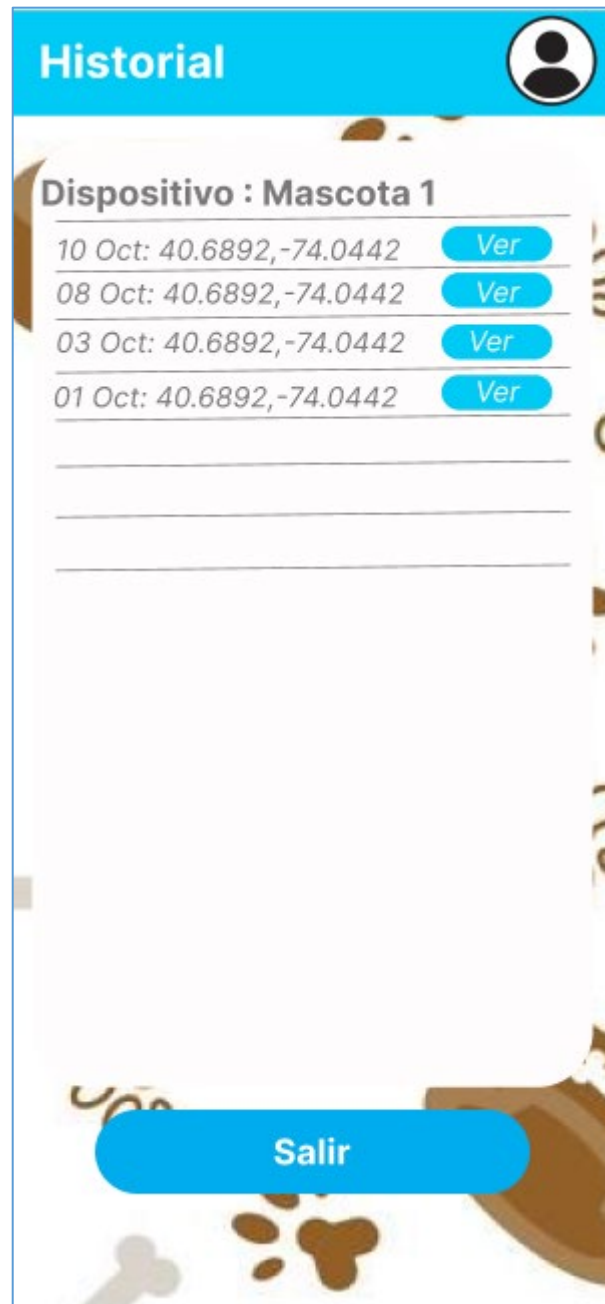 Historial
Dispositivo : Mascota 1
10 Oct: 40.6892,-74.0442 Ver
08 Oct: 40.6892,-74.0442 Ver
03 Oct: 40.6892,-74.0442 Ver
01 Oct: 40.6892,-74.0442 Ver
Salir